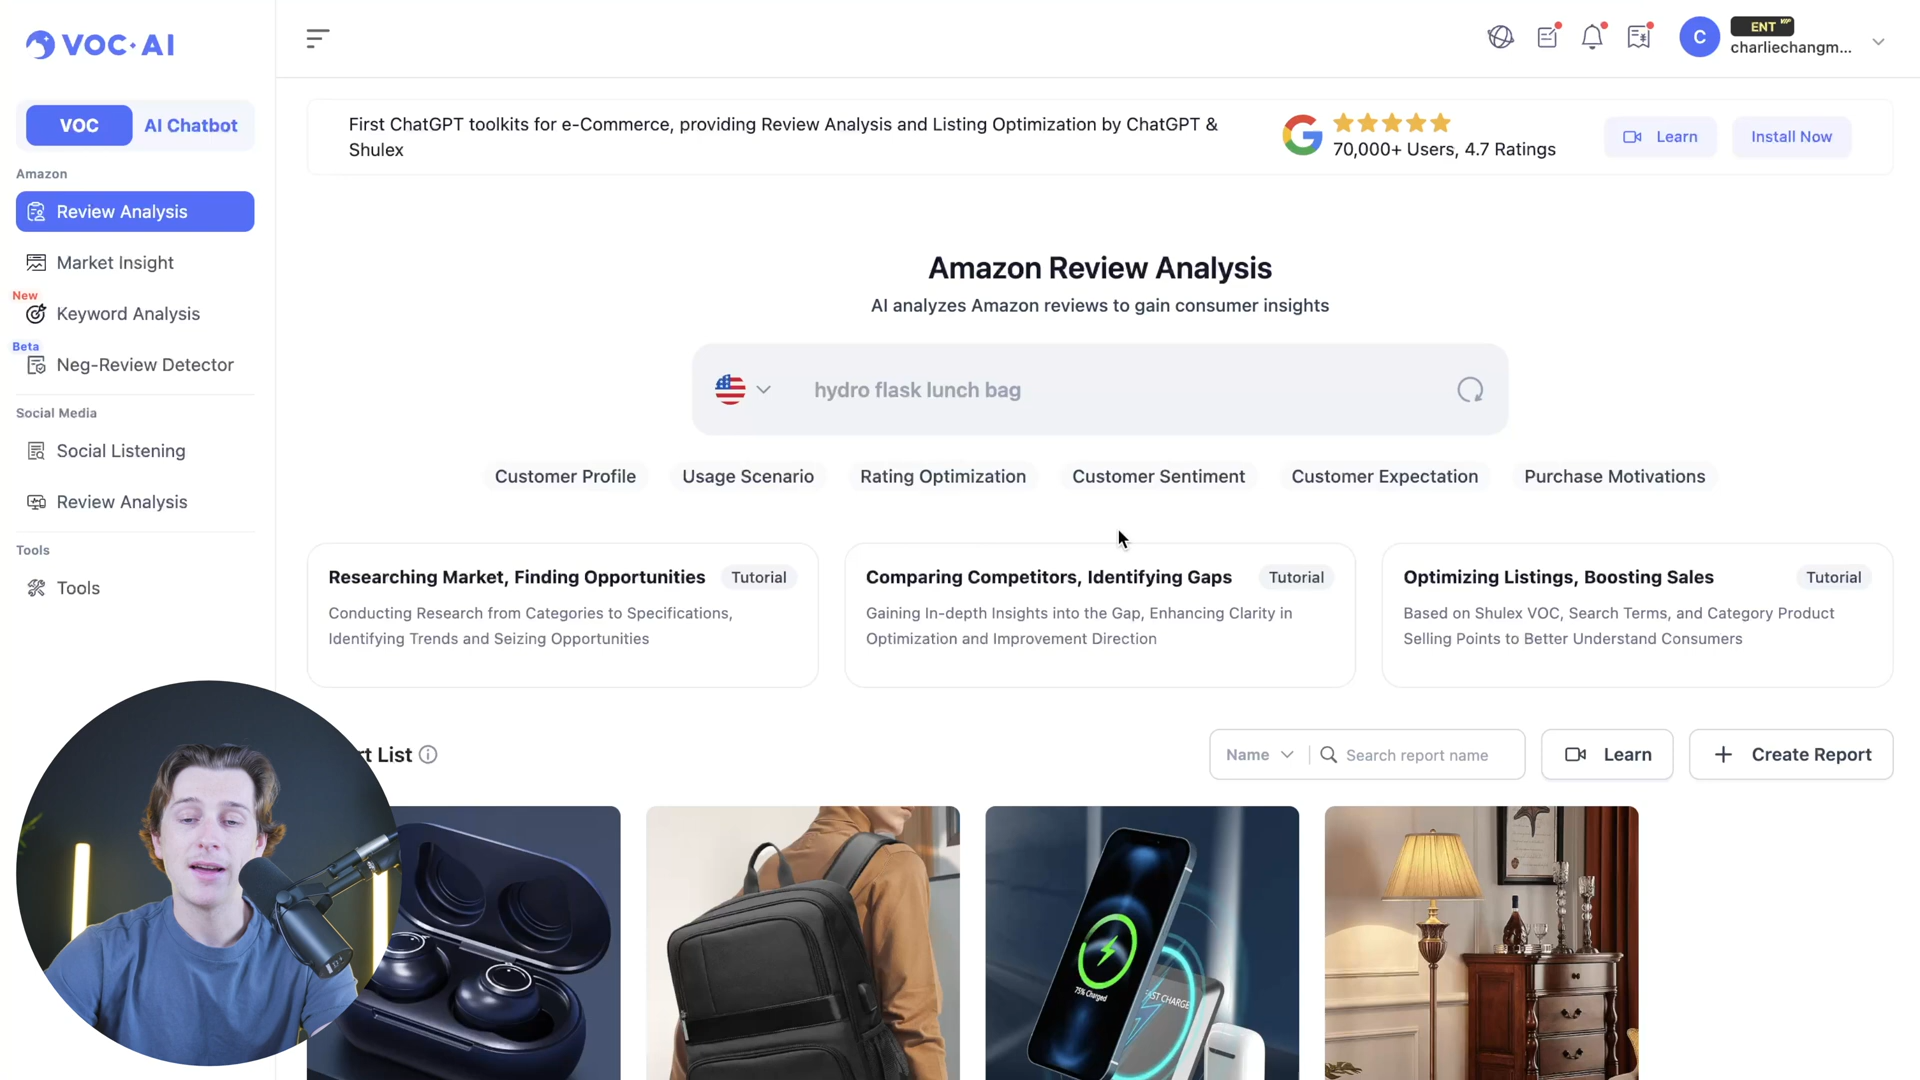 VOC·AI
ENT VIP
C
charliechangm...
VOC
AI Chatbot
First ChatGPT toolkits for e-Commerce, providing Review Analysis and Listing Optimization by ChatGPT &
Shulex
70,000+ Users, 4.7 Ratings
Learn
Install Now
Amazon
Review Analysis
Market Insight
New
Keyword Analysis
Beta
Neg-Review Detector
Social Media
Social Listening
Review Analysis
Tools
Tools
Amazon Review Analysis
AI analyzes Amazon reviews to gain consumer insights
hydro flask lunch bag
Customer Profile
Usage Scenario
Rating Optimization
Customer Sentiment
Customer Expectation
Purchase Motivations
Researching Market, Finding Opportunities
Tutorial
Conducting Research from Categories to Specifications,
Identifying Trends and Seizing Opportunities
Comparing Competitors, Identifying Gaps
Tutorial
Gaining In-depth Insights into the Gap, Enhancing Clarity in
Optimization and Improvement Direction
Optimizing Listings, Boosting Sales
Tutorial
Based on Shulex VOC, Search Terms, and Category Product
Selling Points to Better Understand Consumers
rt List
Name
Search report name
Learn
+ Create Report
75% Charged
FAST CHARGE